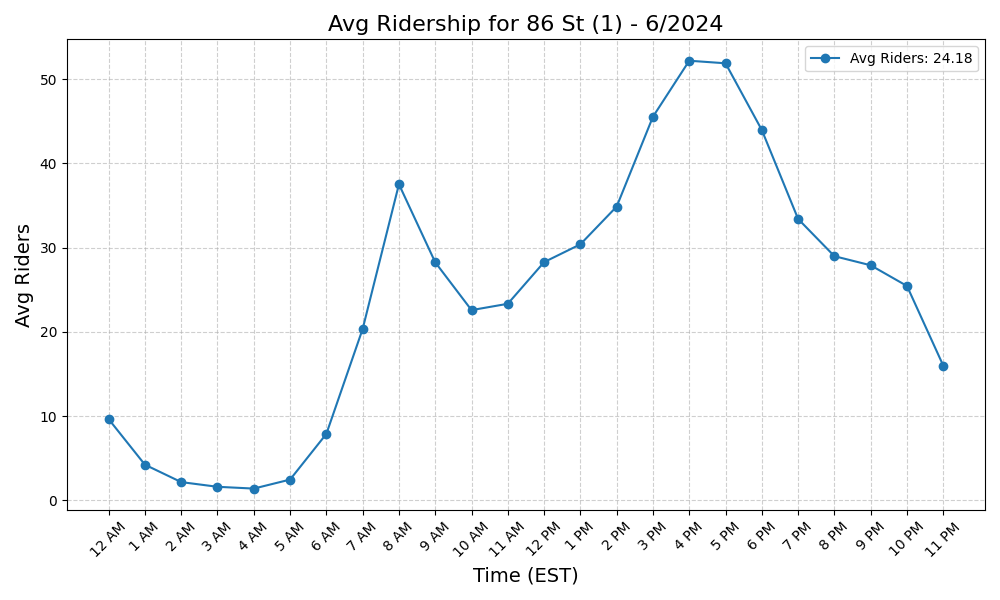 Avg Ridership for 86 St (1) - 6/2024
Avg Riders: 24.18
Avg Riders
50
40
30
20
10
0
12 AM
1 AM
2 AM
3 AM
4 AM
5 AM
6 AM
7 AM
8 AM
9 AM
10 AM
11 AM
12 PM
1 PM
2 PM
3 PM
4 PM
5 PM
6 PM
7 PM
8 PM
9 PM
10 PM
11 PM
Time (EST)